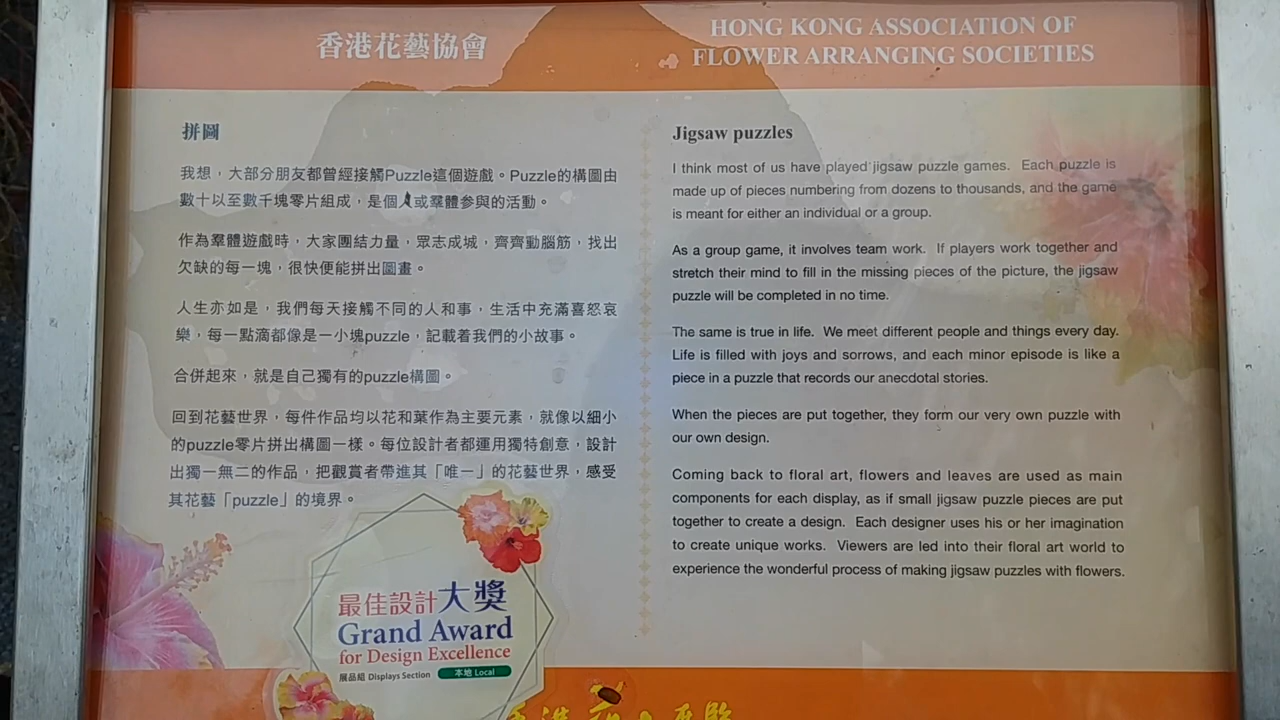 香港花藝協會
HONG KONG ASSOCIATION OF
FLOWER ARRANGING SOCIETIES
拼圖
我想，大部分朋友都曾經接觸Puzzle這個遊戲。Puzzle的構圖由
數十以至數千塊零片組成，是個人或羣體參與的活動。
作為羣體遊戲時，大家團結力量，眾志成城，齊齊動腦筋，找出
欠缺的每一塊，很快便能拼出圖畫。
人生亦如是，我們每天接觸不同的人和事，生活中充滿喜怒哀
樂，每一點滴都像是一小塊puzzle，記載着我們的小故事。
合併起來，就是自己獨有的puzzle構圖。
回到花藝世界，每件作品均以花和葉作為主要元素，就像以細小
的puzzle零片拼出構圖一樣。每位設計者都運用獨特創意，設計
出獨一無二的作品，把觀賞者帶進其「唯一」的花藝世界，感受
其花藝「puzzle」的境界。
Jigsaw puzzles
I think most of us have played jigsaw puzzle games. Each puzzle is
made up of pieces numbering from dozens to thousands, and the game
is meant for either an individual or a group.
As a group game, it involves team work. If players work together and
stretch their mind to fill in the missing pieces of the picture, the jigsaw
puzzle will be completed in no time.
The same is true in life. We meet different people and things every day.
Life is filled with joys and sorrows, and each minor episode is like a
piece in a puzzle that records our anecdotal stories.
When the pieces are put together, they form our very own puzzle with
our own design.
Coming back to floral art, flowers and leaves are used as main
components for each display, as if small jigsaw puzzle pieces are put
together to create a design. Each designer uses his or her imagination
to create unique works. Viewers are led into their floral art world to
experience the wonderful process of making jigsaw puzzles with flowers.
最佳設計大獎
Grand Award
for Design Excellence
展品組 Displays Section 本地 Local